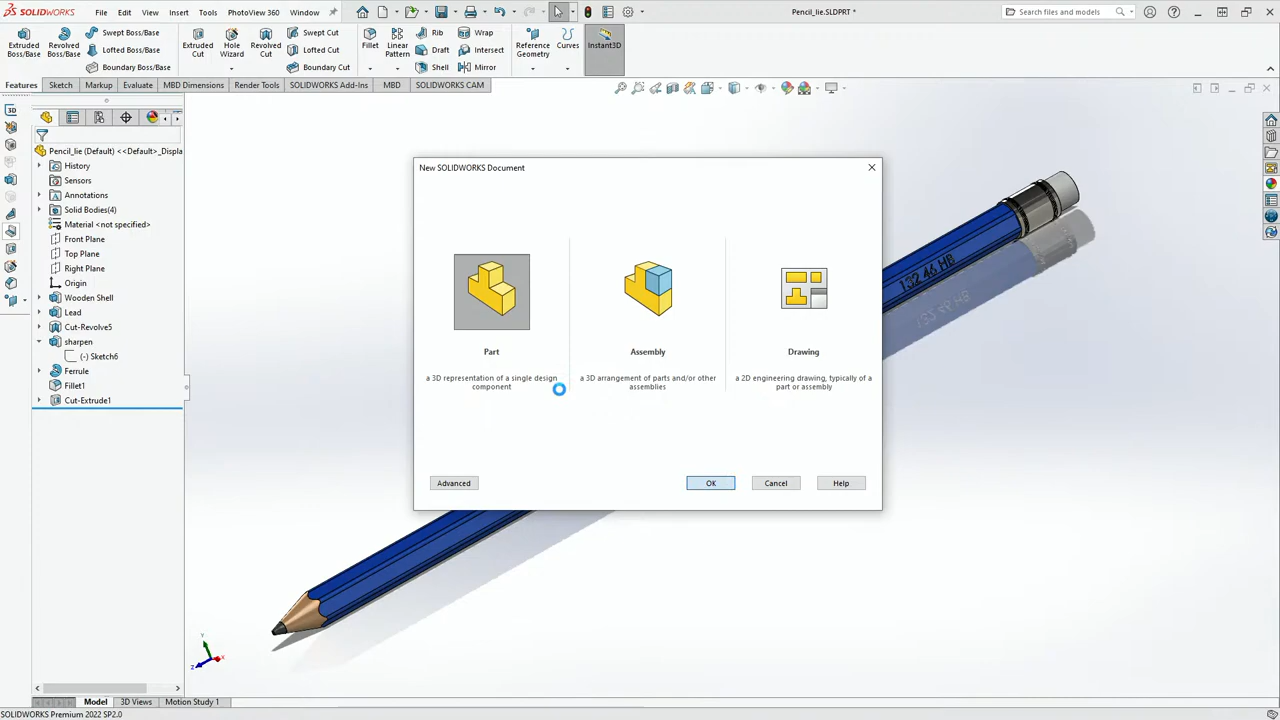 SOLIDWORKS File Edit View Insert Tools PhotoView 360 Window Pencil_lie.SLDPRT * Search files and models
Extruded Boss/Base
Revolved Boss/Base
Swept Boss/Base
Lofted Boss/Base
Boundary Boss/Base
Extruded Cut
Hole Wizard
Revolved Cut
Swept Cut
Lofted Cut
Boundary Cut
Fillet
Linear Pattern
Rib
Draft
Shell
Wrap
Intersect
Mirror
Reference Geometry
Curves
Instant3D
Features Sketch Markup Evaluate MBD Dimensions Render Tools SOLIDWORKS Add-Ins MBD SOLIDWORKS CAM
Pencil_lie (Default) <<Default>_Displa
History
Sensors
Annotations
Solid Bodies(4)
Material <not specified>
Front Plane
Top Plane
Right Plane
Origin
Wooden Shell
Lead
Cut-Revolve5
sharpen
(-) Sketch6
Ferrule
Fillet1
Cut-Extrude1
New SOLIDWORKS Document
Part
a 3D representation of a single design component
Assembly
a 3D arrangement of parts and/or other assemblies
Drawing
a 2D engineering drawing, typically of a part or assembly
Advanced OK Cancel Help
132 46 HB
Y
X
Z
Model 3D Views Motion Study 1
SOLIDWORKS Premium 2022 SP2.0